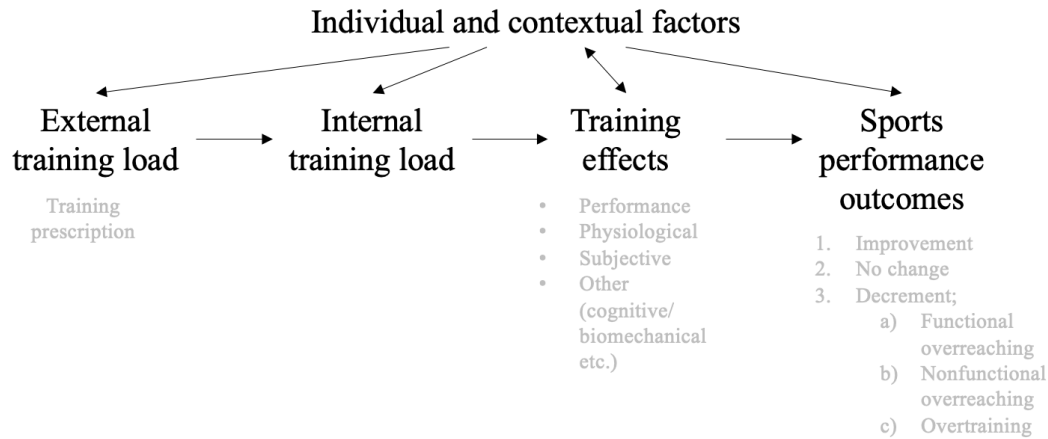 Individual and contextual factors
External
training load
Training
prescription
Internal
training load
Training
effects
• Performance
• Physiological
• Subjective
• Other
(cognitive/
biomechanical
etc.)
Sports
performance
outcomes
1. Improvement
2. No change
3. Decrement;
a) Functional
overreaching
b) Nonfunctional
overreaching
c) Overtraining